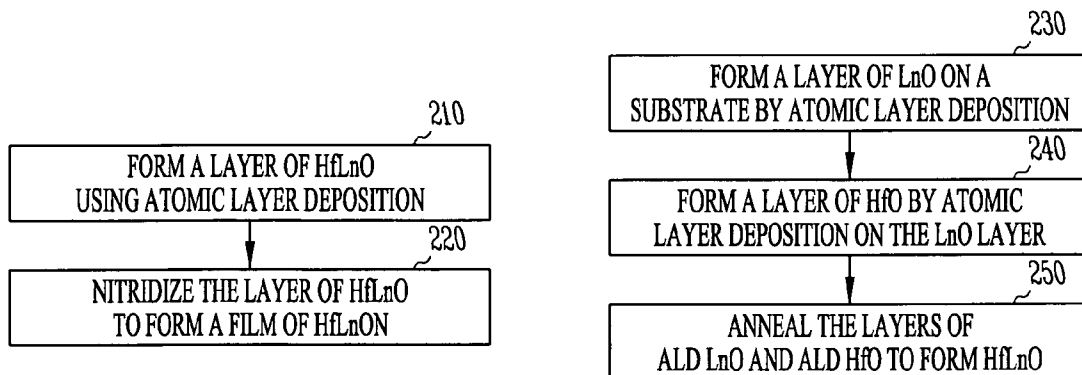 210
FORM A LAYER OF HfLnO
USING ATOMIC LAYER DEPOSITION
220
NITRIDIZE THE LAYER OF HfLnO
TO FORM A FILM OF HfLnON
230
FORM A LAYER OF LnO ON A
SUBSTRATE BY ATOMIC LAYER DEPOSITION
240
FORM A LAYER OF HfO BY ATOMIC
LAYER DEPOSITION ON THE LnO LAYER
250
ANNEAL THE LAYERS OF
ALD LnO AND ALD HfO TO FORM HfLnO